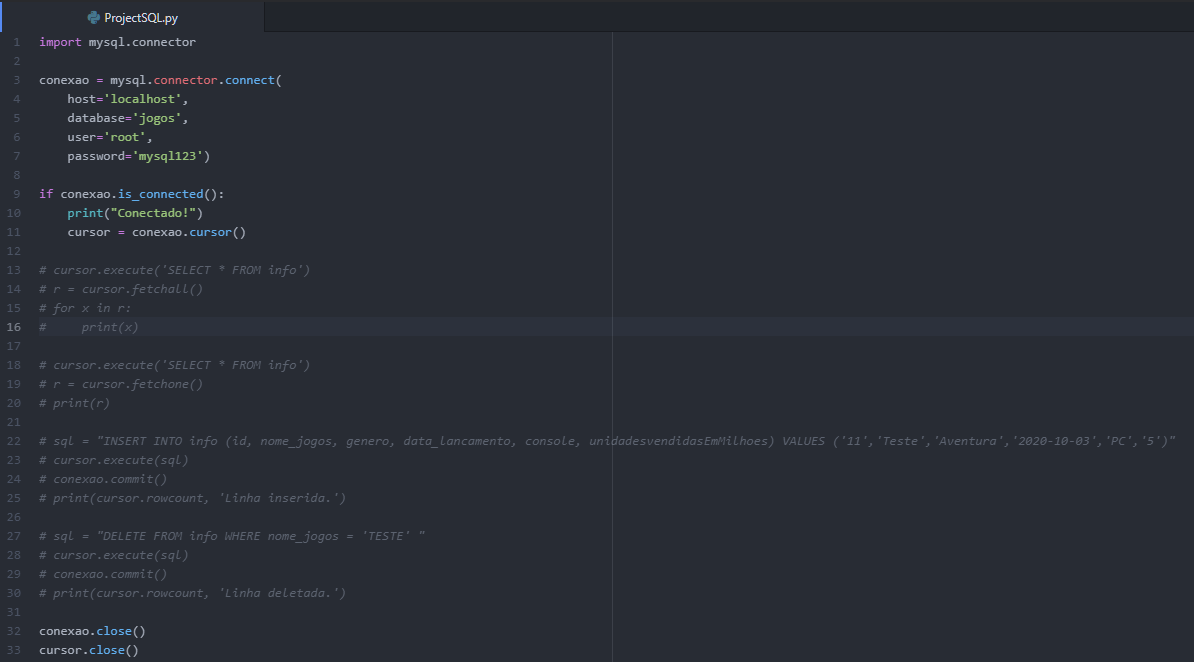 ProjectSQL.py
1 import mysql.connector
2
3 conexao = mysql.connector.connect(
4     host='localhost',
5     database='jogos',
6     user='root',
7     password='mysql123')
8
9 if conexao.is_connected():
10     print("Conectado!")
11     cursor = conexao.cursor()
12
13 # cursor.execute('SELECT * FROM info')
14 # r = cursor.fetchall()
15 # for x in r:
16 #     print(x)
17
18 # cursor.execute('SELECT * FROM info')
19 # r = cursor.fetchone()
20 # print(r)
21
22 # sql = "INSERT INTO info (id, nome_jogos, genero, data_lancamento, console, unidadesvendidasEmMilhoes) VALUES ('11','Teste','Aventura','2020-10-03','PC','5')"
23 # cursor.execute(sql)
24 # conexao.commit()
25 # print(cursor.rowcount, 'Linha inserida.')
26
27 # sql = "DELETE FROM info WHERE nome_jogos = 'TESTE' "
28 # cursor.execute(sql)
29 # conexao.commit()
30 # print(cursor.rowcount, 'Linha deletada.')
31
32 conexao.close()
33 cursor.close()